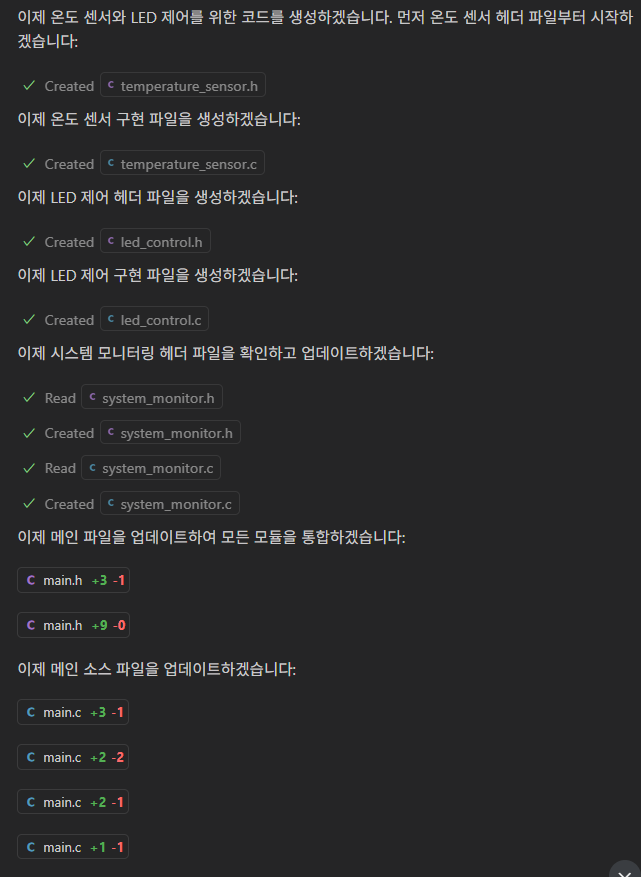 이제 온도 센서와 LED 제어를 위한 코드를 생성하겠습니다. 먼저 온도 센서 헤더 파일부터 시작하
겠습니다:
Created C temperature_sensor.h
이제 온도 센서 구현 파일을 생성하겠습니다:
Created C temperature_sensor.c
이제 LED 제어 헤더 파일을 생성하겠습니다:
Created C led_control.h
이제 LED 제어 구현 파일을 생성하겠습니다:
Created C led_control.c
이제 시스템 모니터링 헤더 파일을 확인하고 업데이트하겠습니다:
Read C system_monitor.h
Created C system_monitor.h
Read C system_monitor.c
Created C system_monitor.c
이제 메인 파일을 업데이트하여 모든 모듈을 통합하겠습니다:
C main.h +3 -1
C main.h +9 -0
이제 메인 소스 파일을 업데이트하겠습니다:
C main.c +3 -1
C main.c +2 -2
C main.c +2 -1
C main.c +1 -1